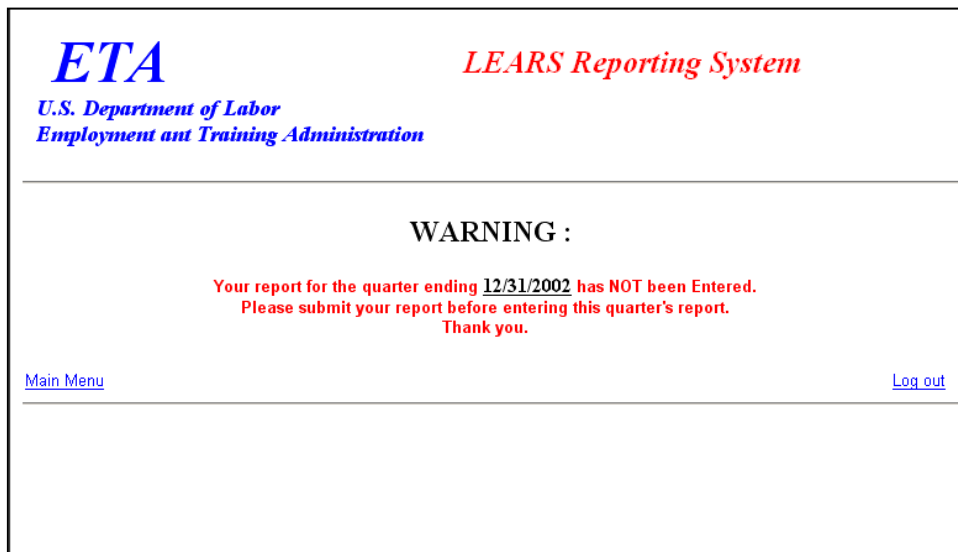 ETA
LEARS Reporting System
U.S. Department of Labor
Employment ant Training Administration
WARNING :
Your report for the quarter ending 12/31/2002 has NOT been Entered.
Please submit your report before entering this quarter's report.
Thank you.
Main Menu
Log out